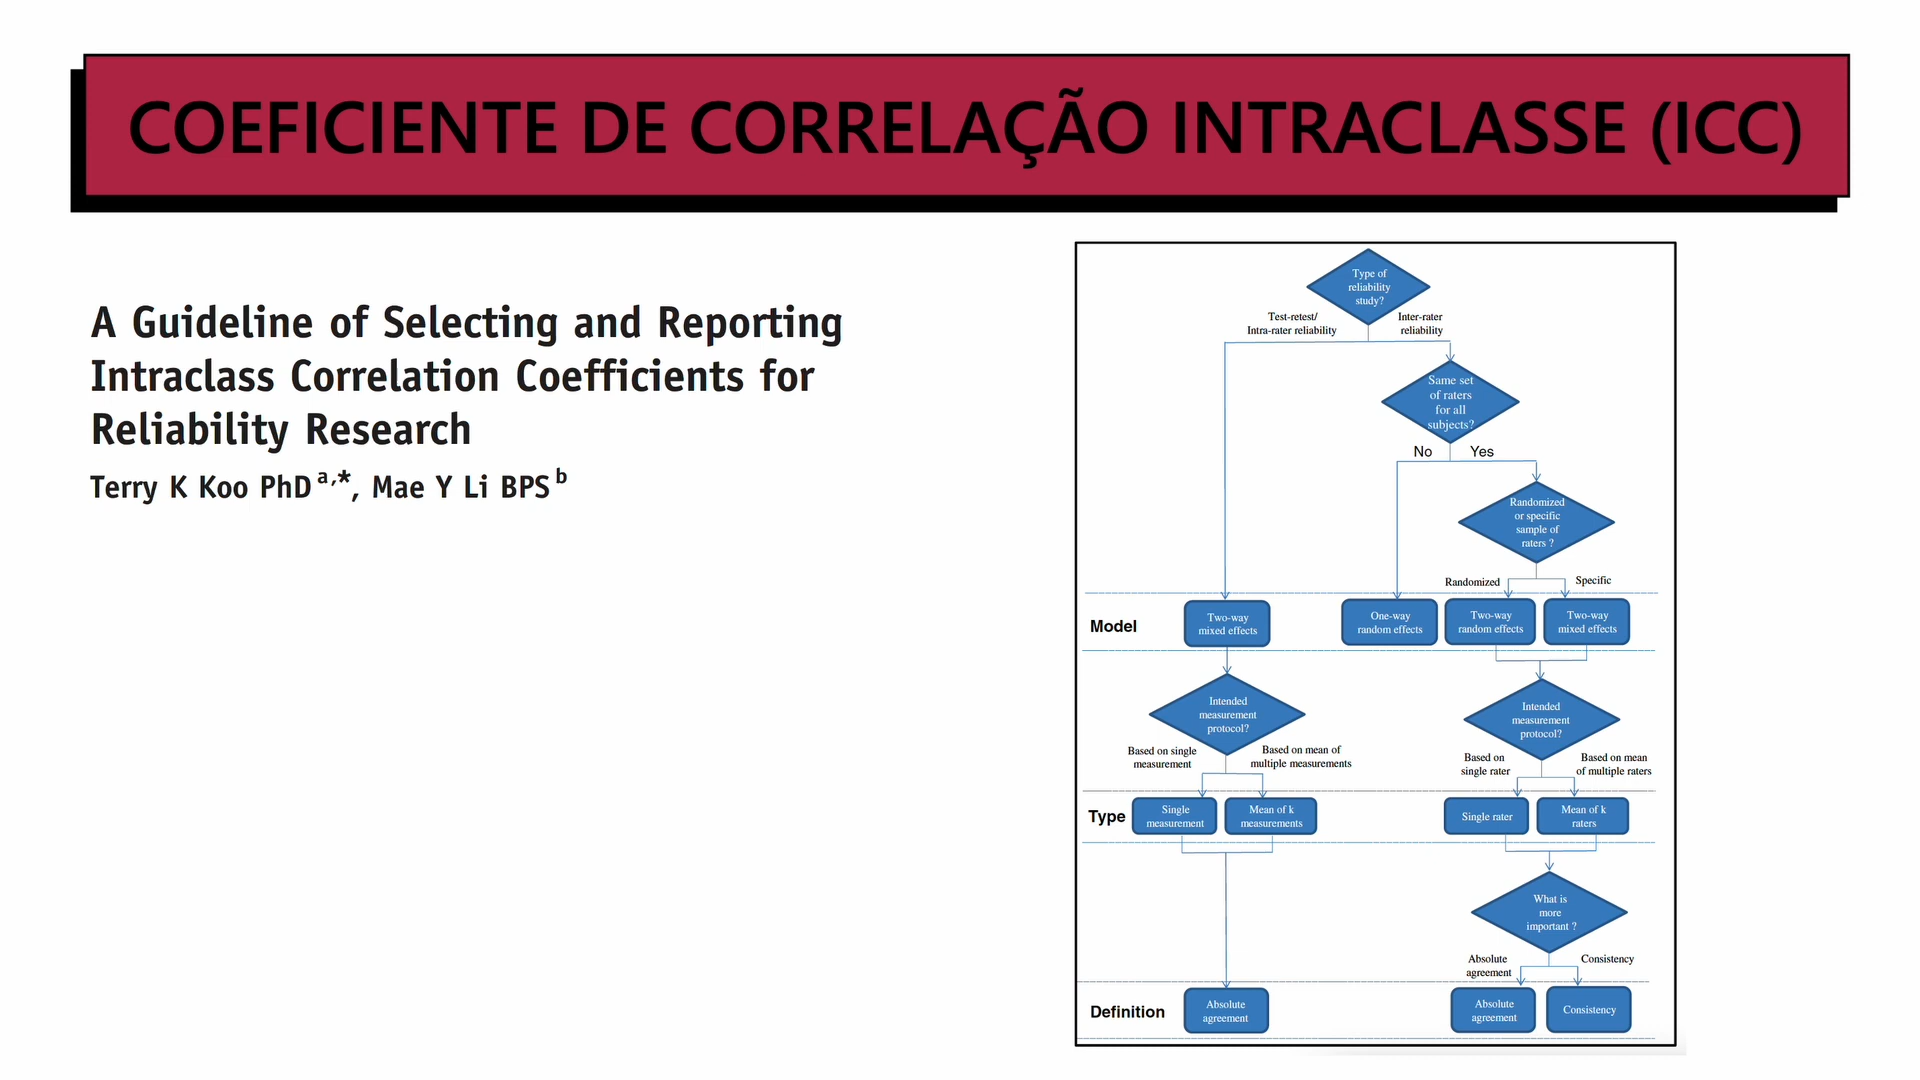 COEFICIENTE DE CORRELAÇÃO INTRACLASSE (ICC)
A Guideline of Selecting and Reporting
Intraclass Correlation Coefficients for
Reliability Research
Terry K Koo PhD a,*, Mae Y Li BPS b
Type of
reliability
study?
Test-retest/
Intra-rater reliability
Inter-rater
reliability
Same set
of raters
for all
subjects?
No
Yes
Randomized
or specific
sample of
raters ?
Randomized
Specific
Model
Two-way
mixed effects
One-way
random effects
Two-way
random effects
Two-way
mixed effects
Intended
measurement
protocol?
Intended
measurement
protocol?
Based on single
measurement
Based on mean of
multiple measurements
Based on
single rater
Based on mean
of multiple raters
Type
Single
measurement
Mean of k
measurements
Single rater
Mean of k
raters
What is
more
important ?
Absolute
agreement
Consistency
Definition
Absolute
agreement
Absolute
agreement
Consistency